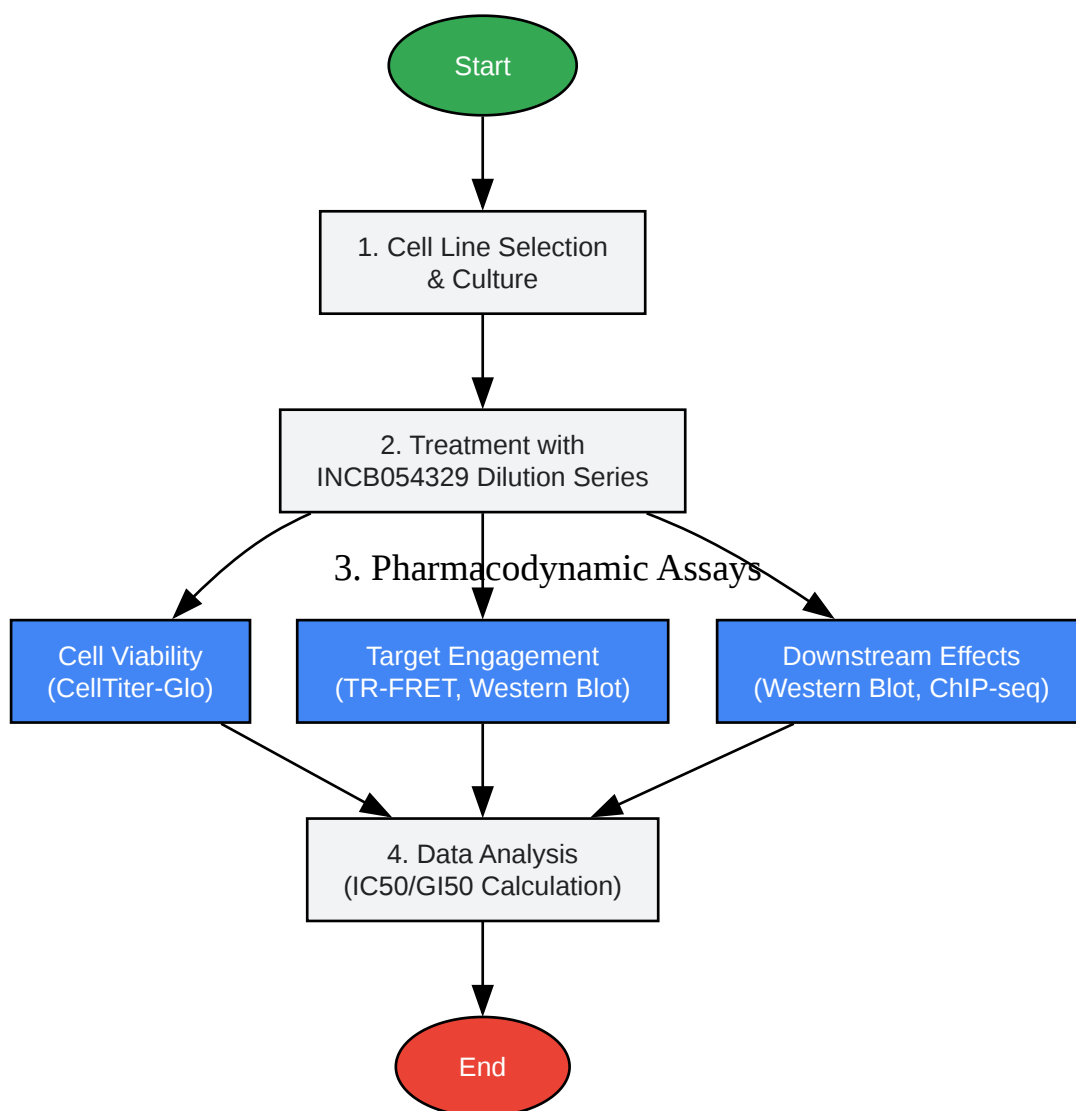 Start
1. Cell Line Selection
& Culture
2. Treatment with
INCB054329 Dilution Series
3. Pharmacodynamic Assays
Cell Viability
(CellTiter-Glo)
Target Engagement
(TR-FRET, Western Blot)
Downstream Effects
(Western Blot, ChIP-seq)
4. Data Analysis
(IC50/GI50 Calculation)
End